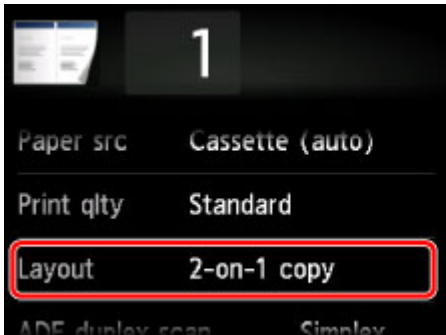 1
Paper src Cassette (auto)
Print qlty Standard
Layout 2-on-1 copy
ADF duplex scan Simplex